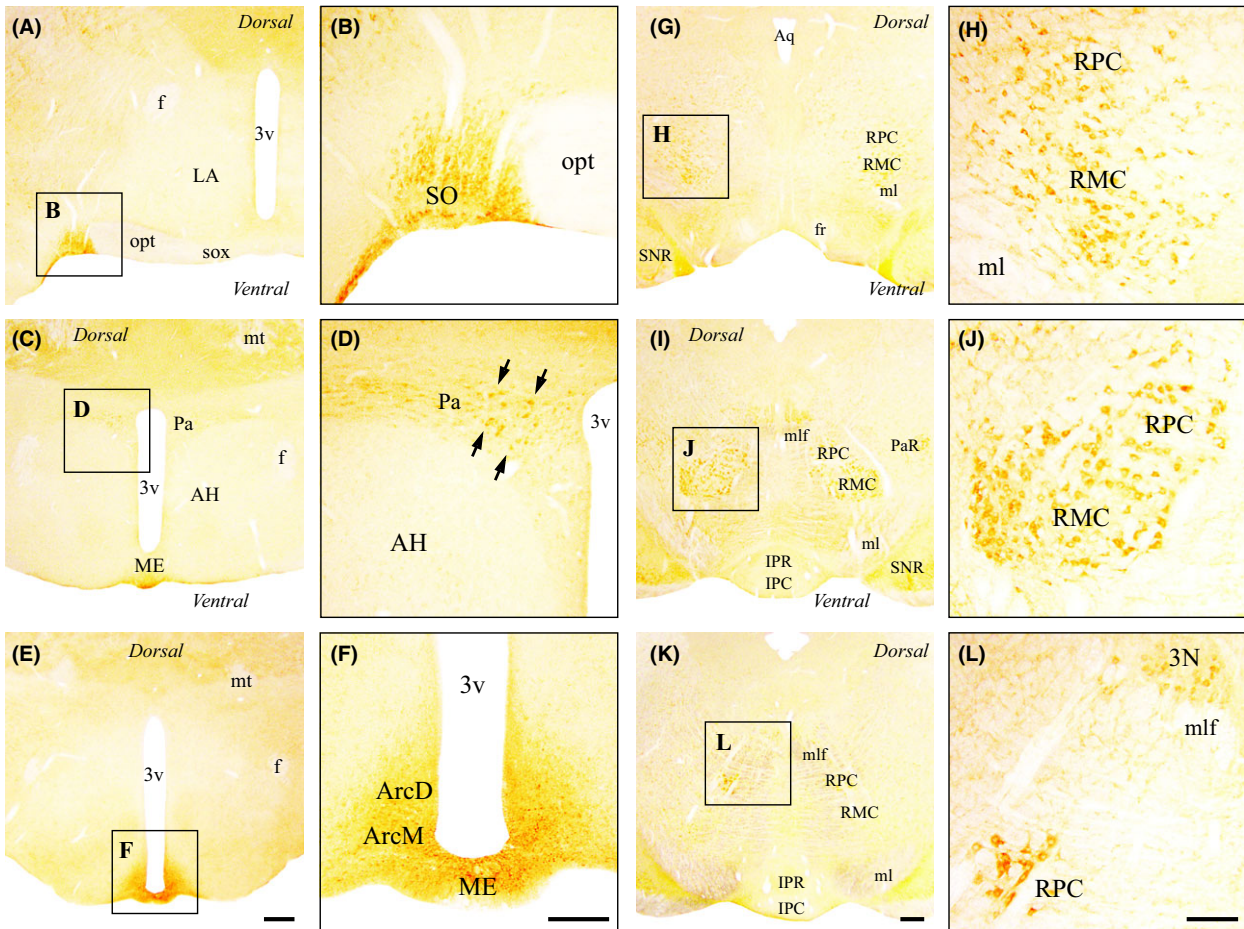 (A)
Dorsal
f
3v
LA
B
opt
sox
Ventral
(B)
SO
opt
(C)
Dorsal
mt
D
Pa
f
3v
AH
ME
Ventral
(D)
Pa
3v
AH
(E)
Dorsal
mt
3v
f
F
(F)
3v
ArcD
ArcM
ME
(G)
Aq
Dorsal
H
RPC
RMC
ml
fr
SNR
Ventral
(H)
RPC
RMC
ml
(I)
Dorsal
mlf
J
RPC
PaR
RMC
ml
IPR
SNR
IPC
Ventral
(J)
RPC
RMC
(K)
Dorsal
L
mlf
RPC
RMC
ml
IPR
IPC
(L)
3N
mlf
RPC